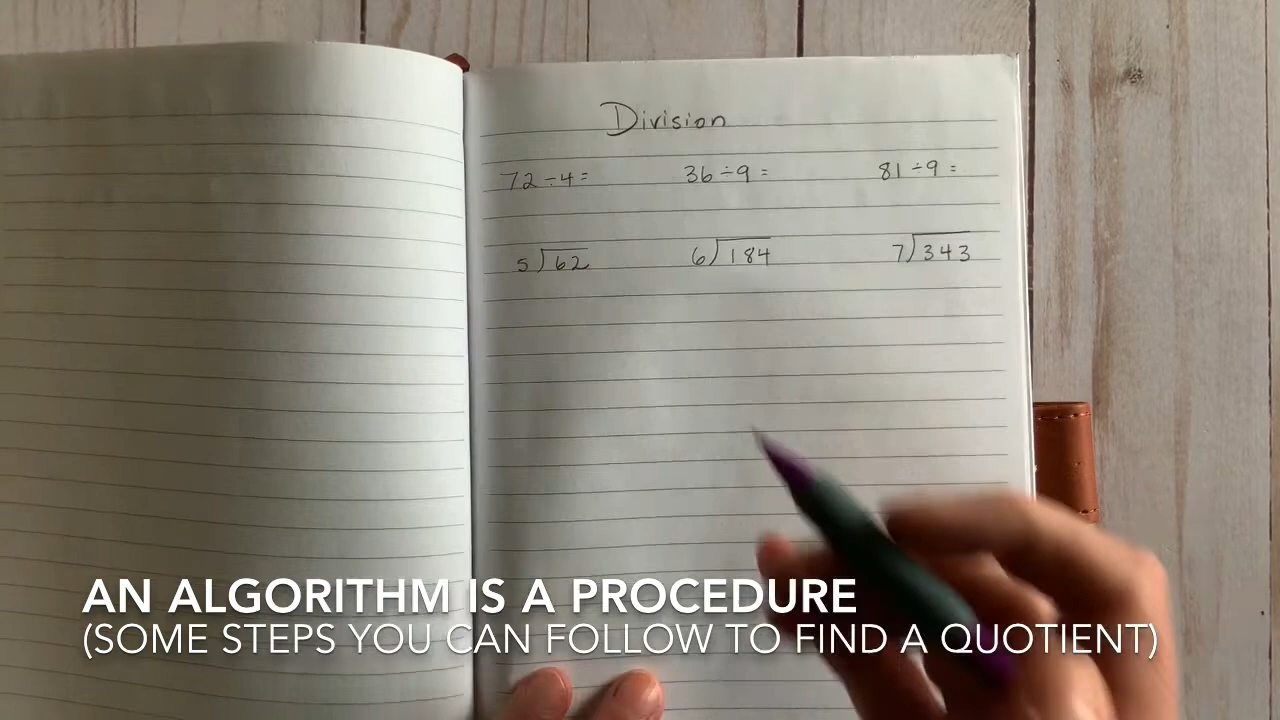 Division
72÷4= 36÷9= 81÷9=
5)62 6)184 7)343
AN ALGORITHM IS A PROCEDURE
(SOME STEPS YOU CAN FOLLOW TO FIND A QUOTIENT)